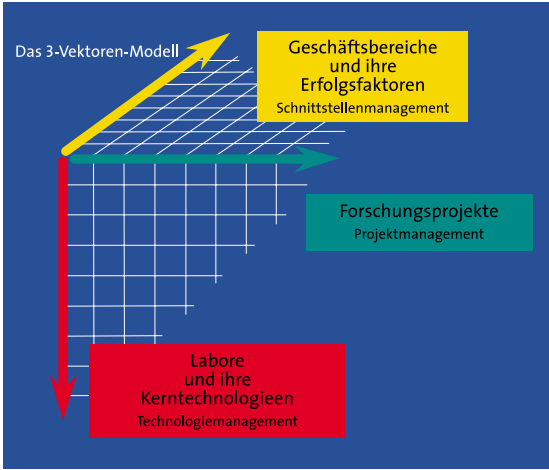 Das 3-Vektoren-Modell
Geschäftsbereiche
und ihre
Erfolgsfaktoren
Schnittstellenmanagement
Forschungsprojekte
Projektmanagement
Labore
und ihre
Kerntechnologieen
Technologiemanagement